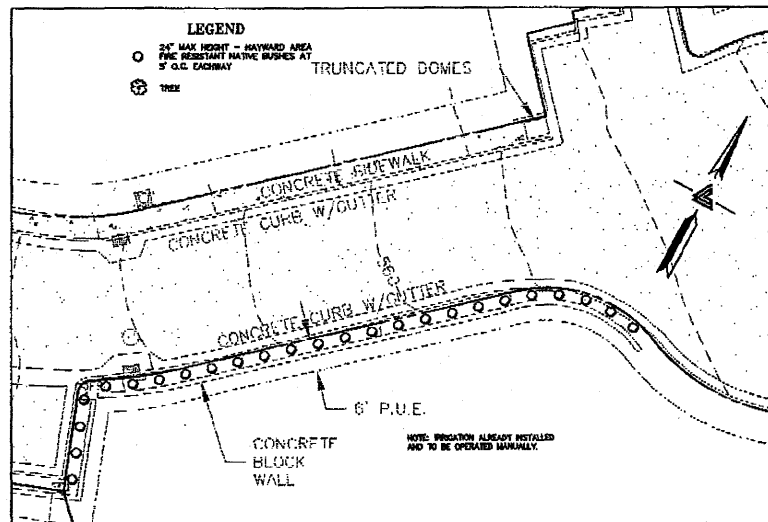 LEGEND
24" MAX HEIGHT - HAYWARD AREA
FIRE RESISTANT NATIVE BUSHES AT
5' O.C. EACHWAY
TREE
TRUNCATED DOMES
CONCRETE SIDEWALK
CONCRETE CURB W/GUTTER
CONCRETE CURB W/GUTTER
6' P.U.E.
CONCRETE
BLOCK
WALL
NOTE: IRRIGATION ALREADY INSTALLED
AND TO BE OPERATED MANUALLY.